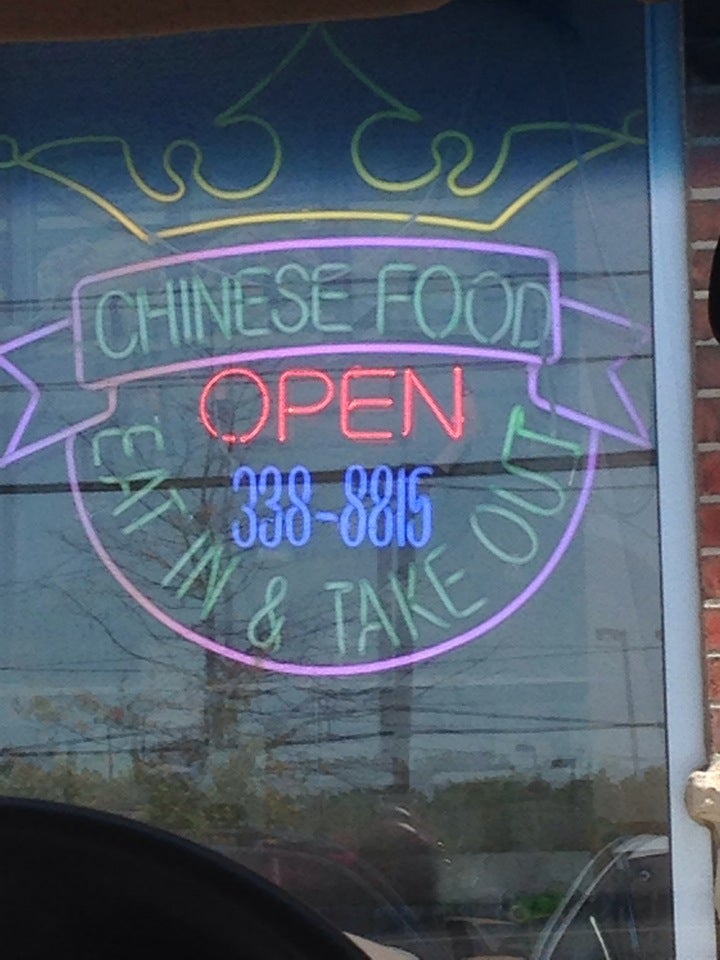 CHINESE FOOD
OPEN
338-8815
EAT IN & TAKE OUT